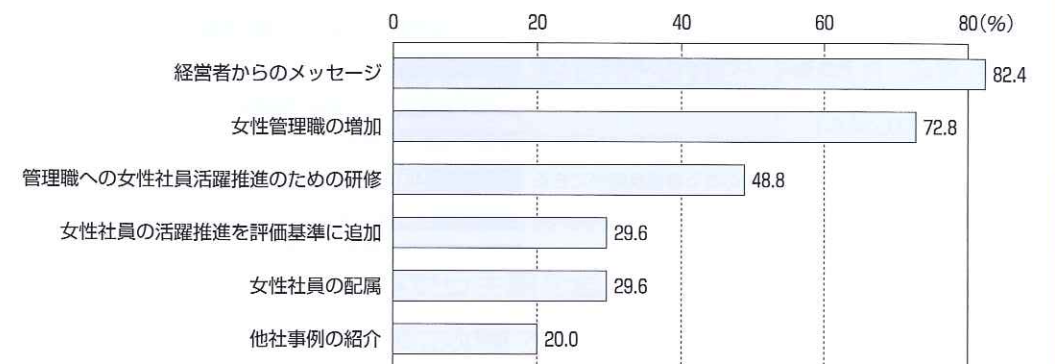 0 20 40 60 80(%)
経営者からのメッセージ 82.4
女性管理職の増加 72.8
管理職への女性社員活躍推進のための研修 48.8
女性社員の活躍推進を評価基準に追加 29.6
女性社員の配属 29.6
他社事例の紹介 20.0